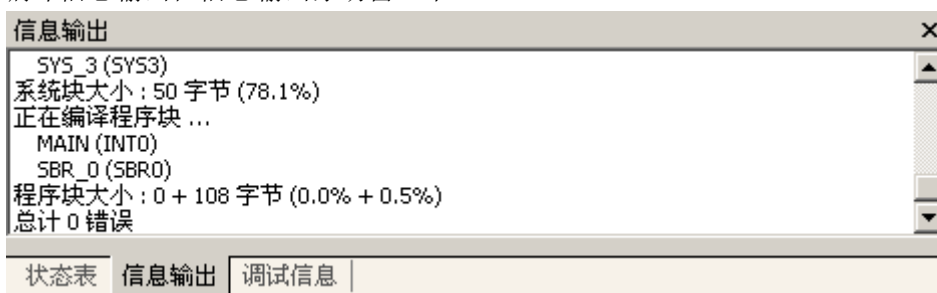 信息输出
SYS_3 (SYS3)
系统块大小 : 50 字节 (78.1%)
正在编译程序块 ...
MAIN (INT0)
SBR_0 (SBR0)
程序块大小 : 0 + 108 字节 (0.0% + 0.5%)
总计 0 错误
状态表 信息输出 调试信息